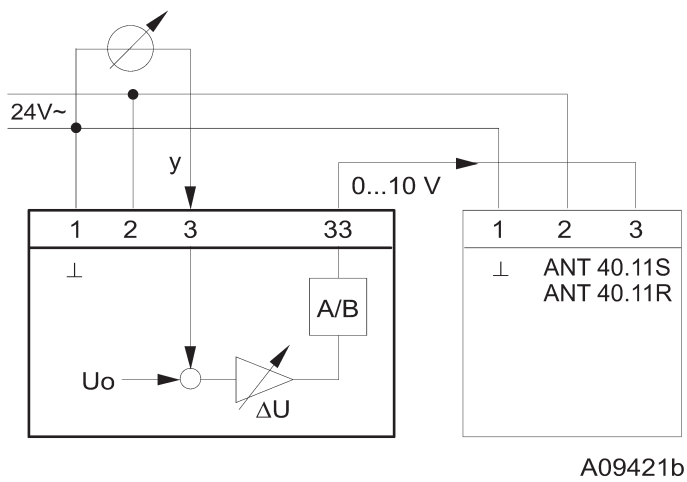 24V~
y
0...10 V
1 2 3 33
1 2 3
⊥
⊥ ANT 40.11S
ANT 40.11R
A/B
Uo
ΔU
A09421b